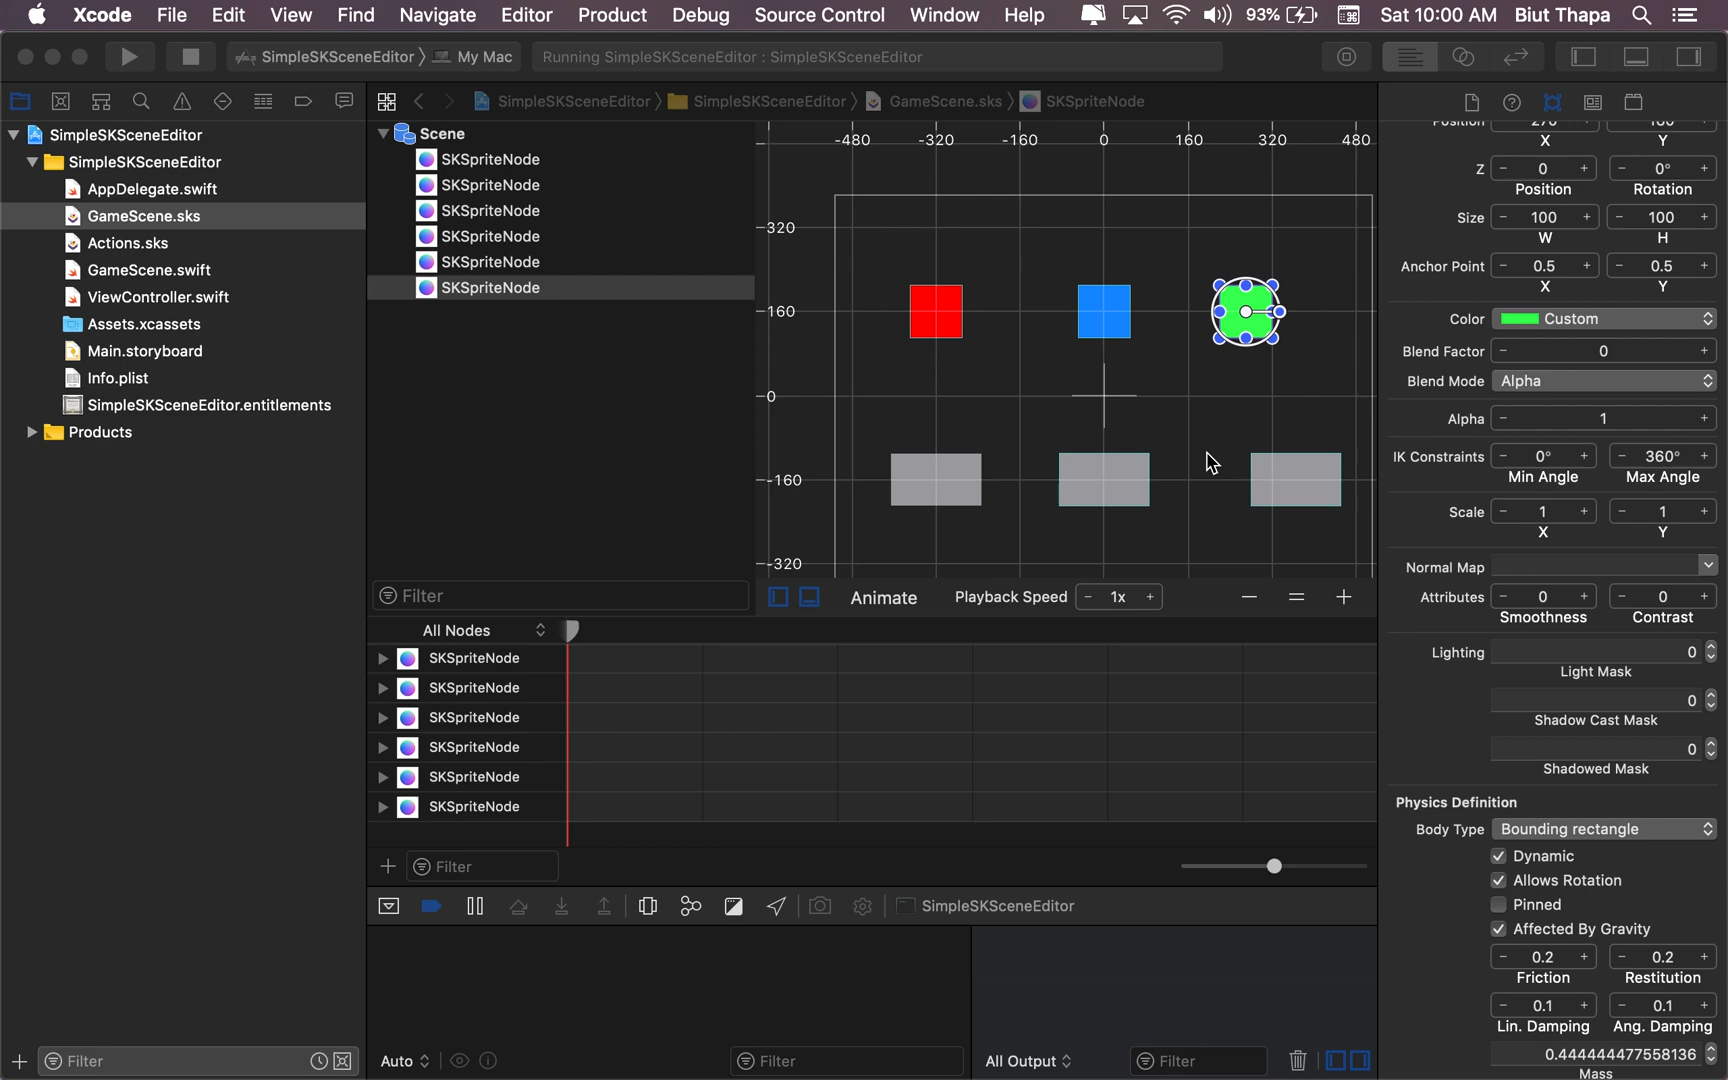 Xcode File Edit View Find Navigate Editor Product Debug Source Control Window Help 93% Sat 10:00 AM Biut Thapa
SimpleSKSceneEditor My Mac Running SimpleSKSceneEditor : SimpleSKSceneEditor
SimpleSKSceneEditor SimpleSKSceneEditor GameScene.sks SKSpriteNode
SimpleSKSceneEditor
SimpleSKSceneEditor
AppDelegate.swift
GameScene.sks
Actions.sks
GameScene.swift
ViewController.swift
Assets.xcassets
Main.storyboard
Info.plist
SimpleSKSceneEditor.entitlements
Products
Filter
Scene
SKSpriteNode
SKSpriteNode
SKSpriteNode
SKSpriteNode
SKSpriteNode
SKSpriteNode
Filter
-480 -320 -160 0 160 320 480
320
160
0
-160
-320
Animate Playback Speed - 1x +
All Nodes
SKSpriteNode
SKSpriteNode
SKSpriteNode
SKSpriteNode
SKSpriteNode
SKSpriteNode
Filter
SimpleSKSceneEditor
Auto Filter All Output Filter
Position 270 160
X Y
Z - 0 + - 0° +
Position Rotation
Size - 100 + - 100 +
W H
Anchor Point - 0.5 + - 0.5 +
X Y
Color Custom
Blend Factor - 0 +
Blend Mode Alpha
Alpha - 1 +
IK Constraints - 0° + - 360° +
Min Angle Max Angle
Scale - 1 + - 1 +
X Y
Normal Map
Attributes - 0 + - 0 +
Smoothness Contrast
Lighting 0
Light Mask
0
Shadow Cast Mask
0
Shadowed Mask
Physics Definition
Body Type Bounding rectangle
Dynamic
Allows Rotation
Pinned
Affected By Gravity
- 0.2 + - 0.2 +
Friction Restitution
- 0.1 + - 0.1 +
Lin. Damping Ang. Damping
0.444444477558136
Mass